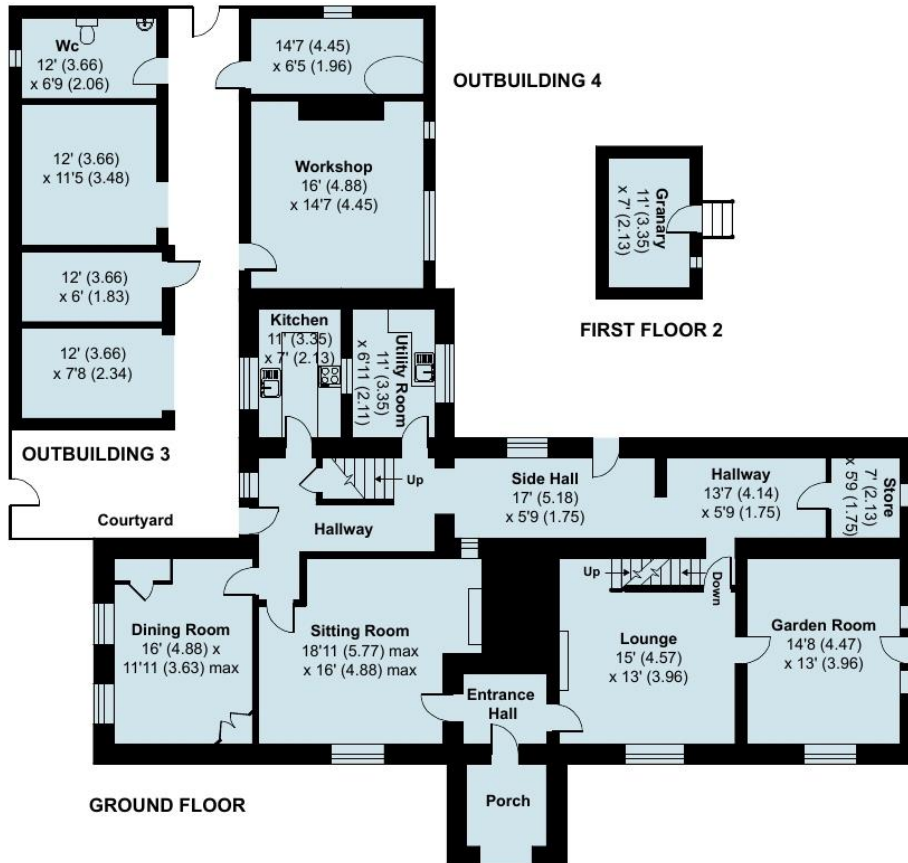 Wc
12' (3.66)
x 6'9 (2.06)
14'7 (4.45)
x 6'5 (1.96)
OUTBUILDING 4
12' (3.66)
x 11'5 (3.48)
Workshop
16' (4.88)
x 14'7 (4.45)
Granary
11' (3.35)
x 7' (2.13)
FIRST FLOOR 2
12' (3.66)
x 6' (1.83)
12' (3.66)
x 7'8 (2.34)
OUTBUILDING 3
Courtyard
Kitchen
11' (3.35)
x 7' (2.13)
Utility Room
11' (3.35)
x 6'11 (2.11)
Up
Hallway
Side Hall
17' (5.18)
x 5'9 (1.75)
Hallway
13'7 (4.14)
x 5'9 (1.75)
Store
7' (2.13)
x 5'9 (1.75)
Dining Room
16' (4.88) x
11'11 (3.63) max
Sitting Room
18'11 (5.77) max
x 16' (4.88) max
Entrance
Hall
Up
Down
Lounge
15' (4.57)
x 13' (3.96)
Garden Room
14'8 (4.47)
x 13' (3.96)
Porch
GROUND FLOOR